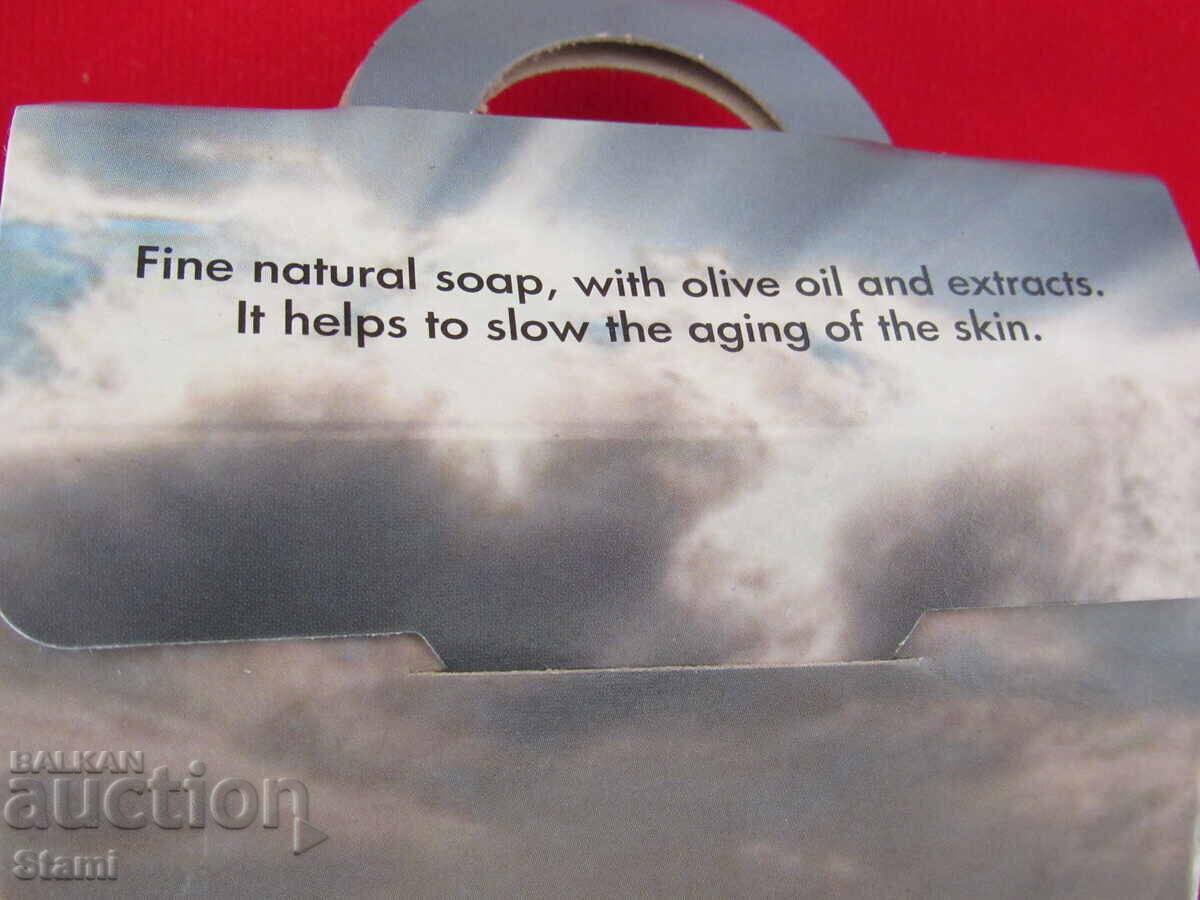 Fine natural soap, with olive oil and extracts.
It helps to slow the aging of the skin.
BALKAN
auction
Stami